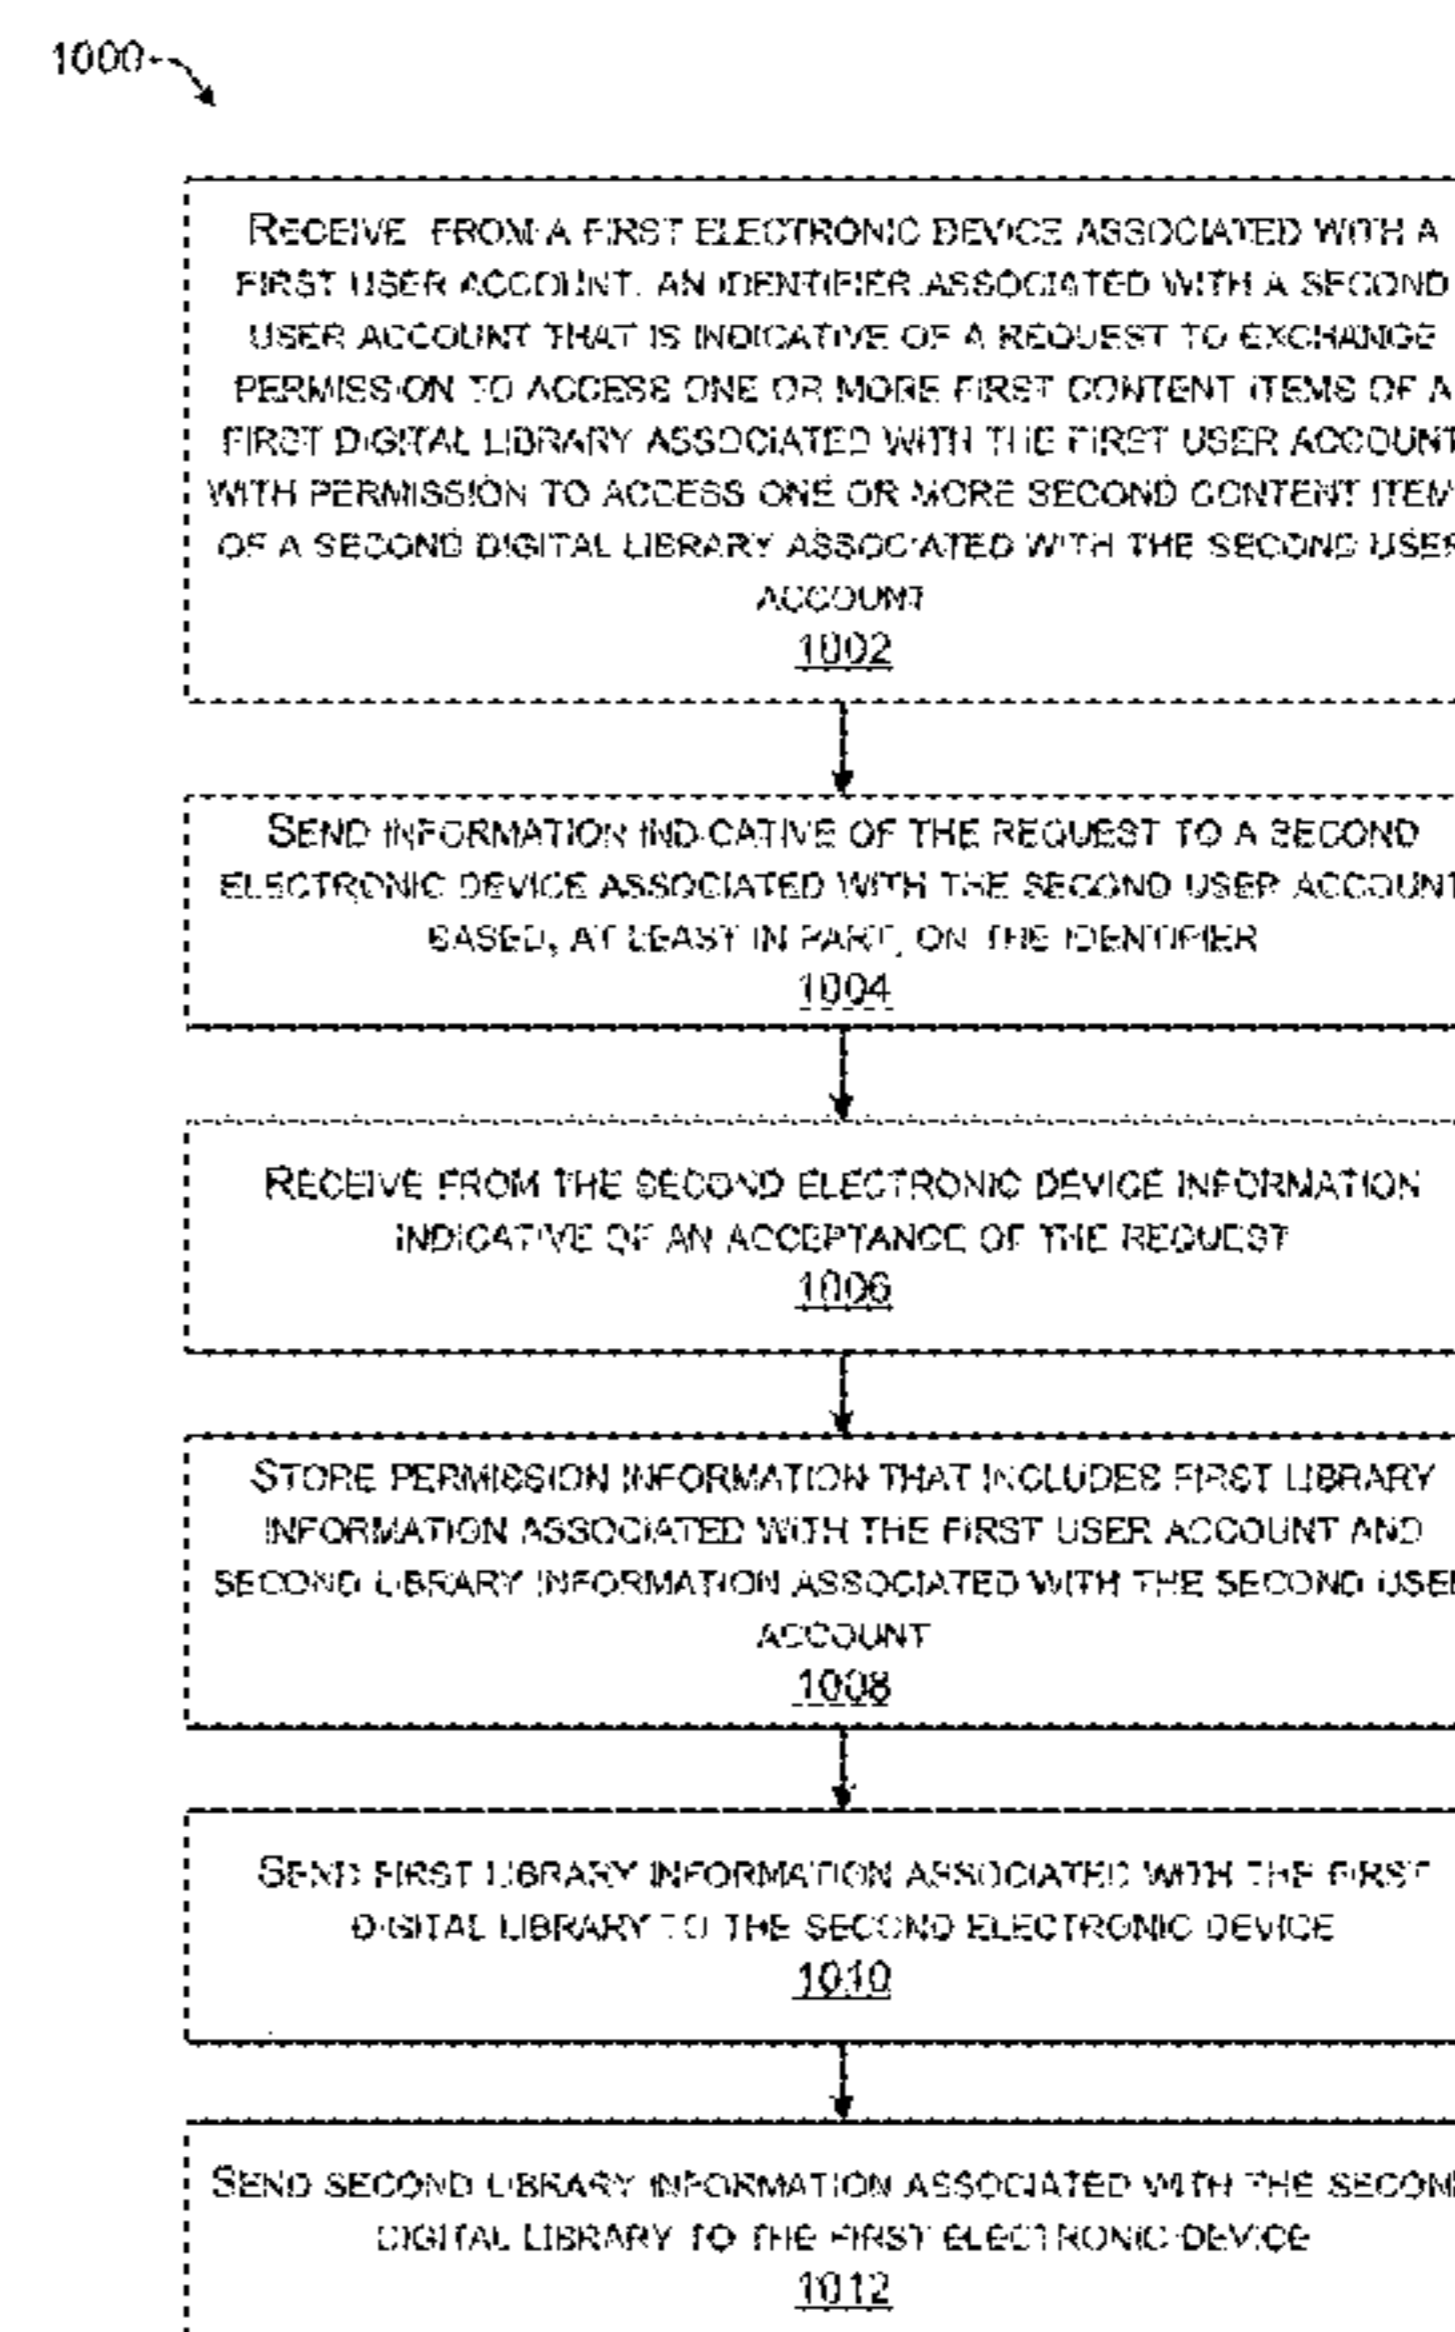 1000
RECEIVE FROM A FIRST ELECTRONIC DEVICE ASSOCIATED WITH A
FIRST USER ACCOUNT, AN IDENTIFIER ASSOCIATED WITH A SECOND
USER ACCOUNT THAT IS INDICATIVE OF A REQUEST TO EXCHANGE
PERMISSION TO ACCESS ONE OR MORE FIRST CONTENT ITEMS OF A
FIRST DIGITAL LIBRARY ASSOCIATED WITH THE FIRST USER ACCOUNT
WITH PERMISSION TO ACCESS ONE OR MORE SECOND CONTENT ITEM
OF A SECOND DIGITAL LIBRARY ASSOCIATED WITH THE SECOND USER
ACCOUNT
1002
SEND INFORMATION INDICATIVE OF THE REQUEST TO A SECOND
ELECTRONIC DEVICE ASSOCIATED WITH THE SECOND USER ACCOUNT
BASED, AT LEAST IN PART, ON THE IDENTIFIER
1004
RECEIVE FROM THE SECOND ELECTRONIC DEVICE INFORMATION
INDICATIVE OF AN ACCEPTANCE OF THE REQUEST
1006
STORE PERMISSION INFORMATION THAT INCLUDES FIRST LIBRARY
INFORMATION ASSOCIATED WITH THE FIRST USER ACCOUNT AND
SECOND LIBRARY INFORMATION ASSOCIATED WITH THE SECOND USER
ACCOUNT
1008
SEND FIRST LIBRARY INFORMATION ASSOCIATED WITH THE FIRST
DIGITAL LIBRARY TO THE SECOND ELECTRONIC DEVICE
1010
SEND SECOND LIBRARY INFORMATION ASSOCIATED WITH THE SECOND
DIGITAL LIBRARY TO THE FIRST ELECTRONIC DEVICE
1012